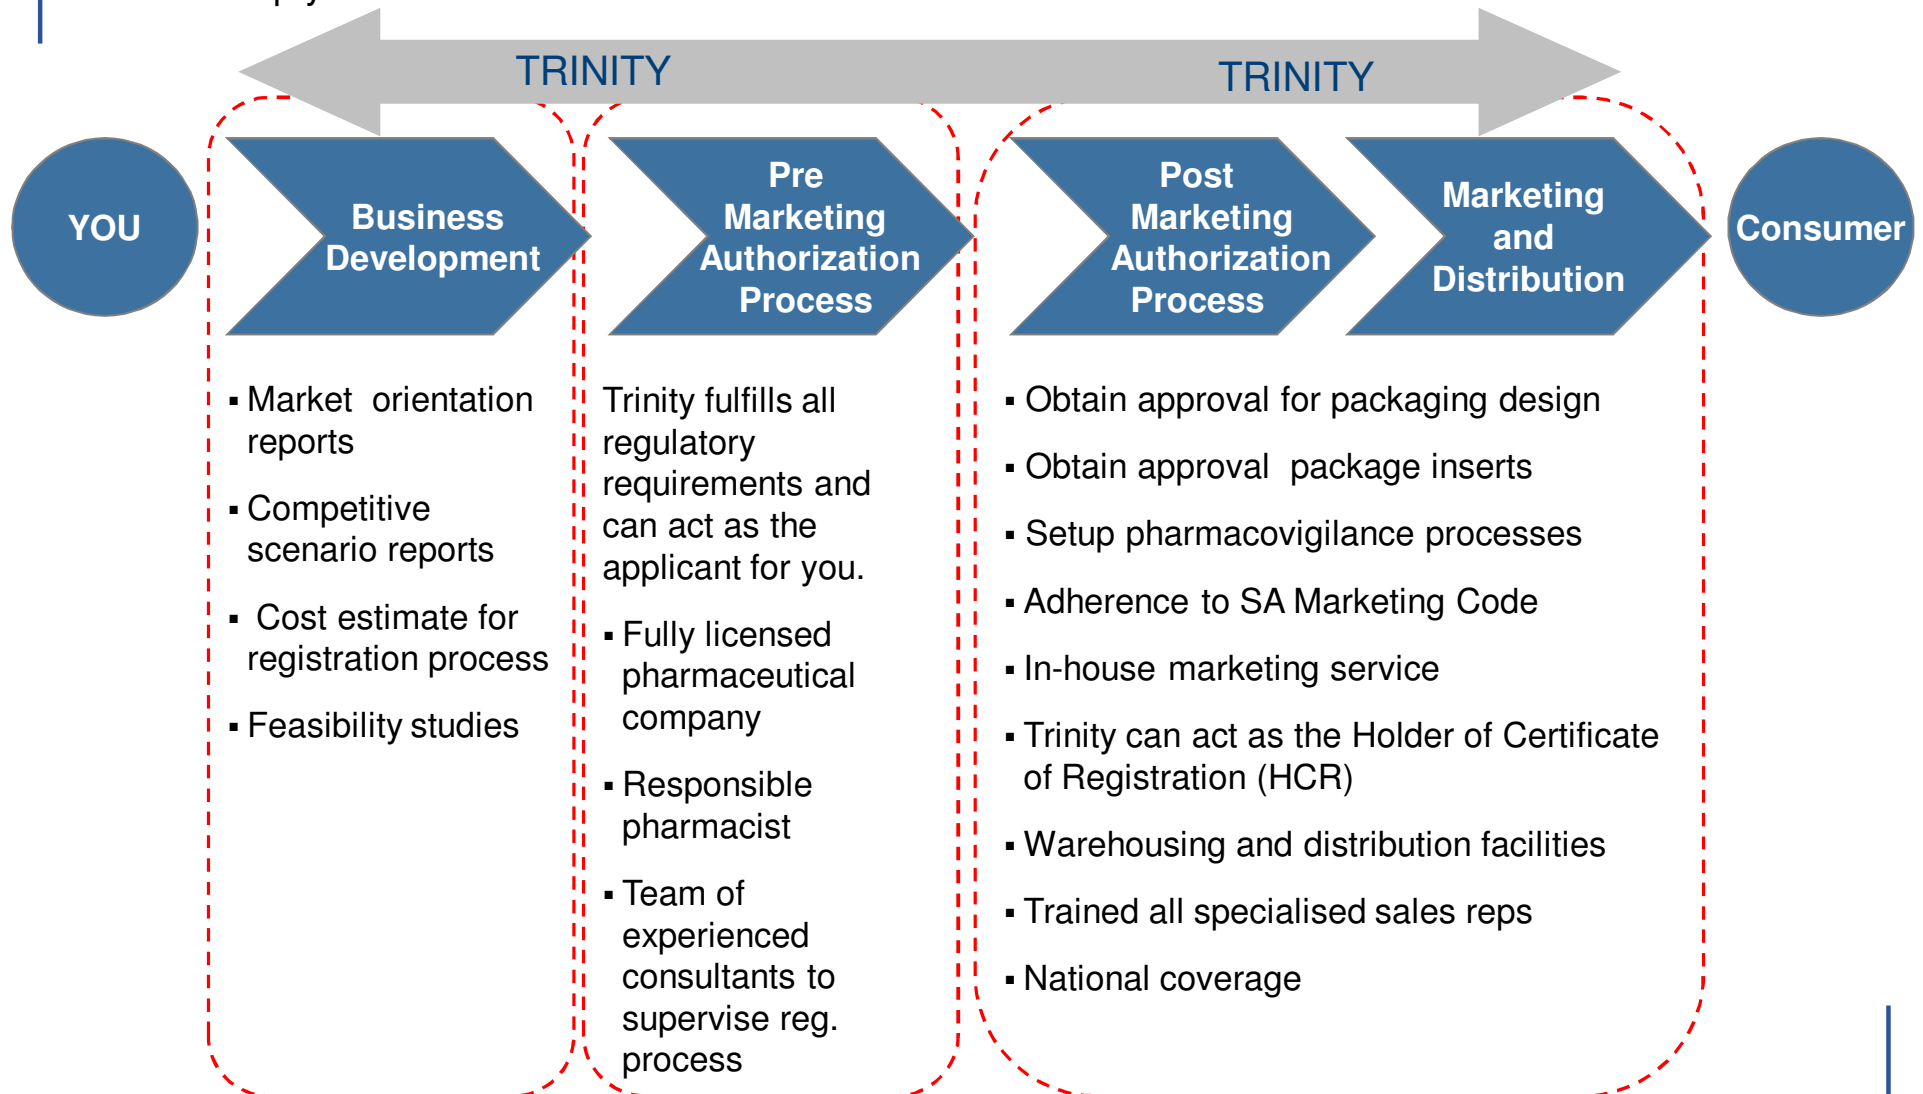 TRINITY
TRINITY
YOU
Business
Development
Pre
Marketing
Authorization
Process
Post
Marketing
Authorization
Process
Marketing
and
Distribution
Consumer
▪ Market orientation
reports
▪ Competitive
scenario reports
▪ Cost estimate for
registration process
▪ Feasibility studies
Trinity fulfills all
regulatory
requirements and
can act as the
applicant for you.
▪ Fully licensed
pharmaceutical
company
▪ Responsible
pharmacist
▪ Team of
experienced
consultants to
supervise reg.
process
▪ Obtain approval for packaging design
▪ Obtain approval package inserts
▪ Setup pharmacovigilance processes
▪ Adherence to SA Marketing Code
▪ In-house marketing service
▪ Trinity can act as the Holder of Certificate
of Registration (HCR)
▪ Warehousing and distribution facilities
▪ Trained all specialised sales reps
▪ National coverage